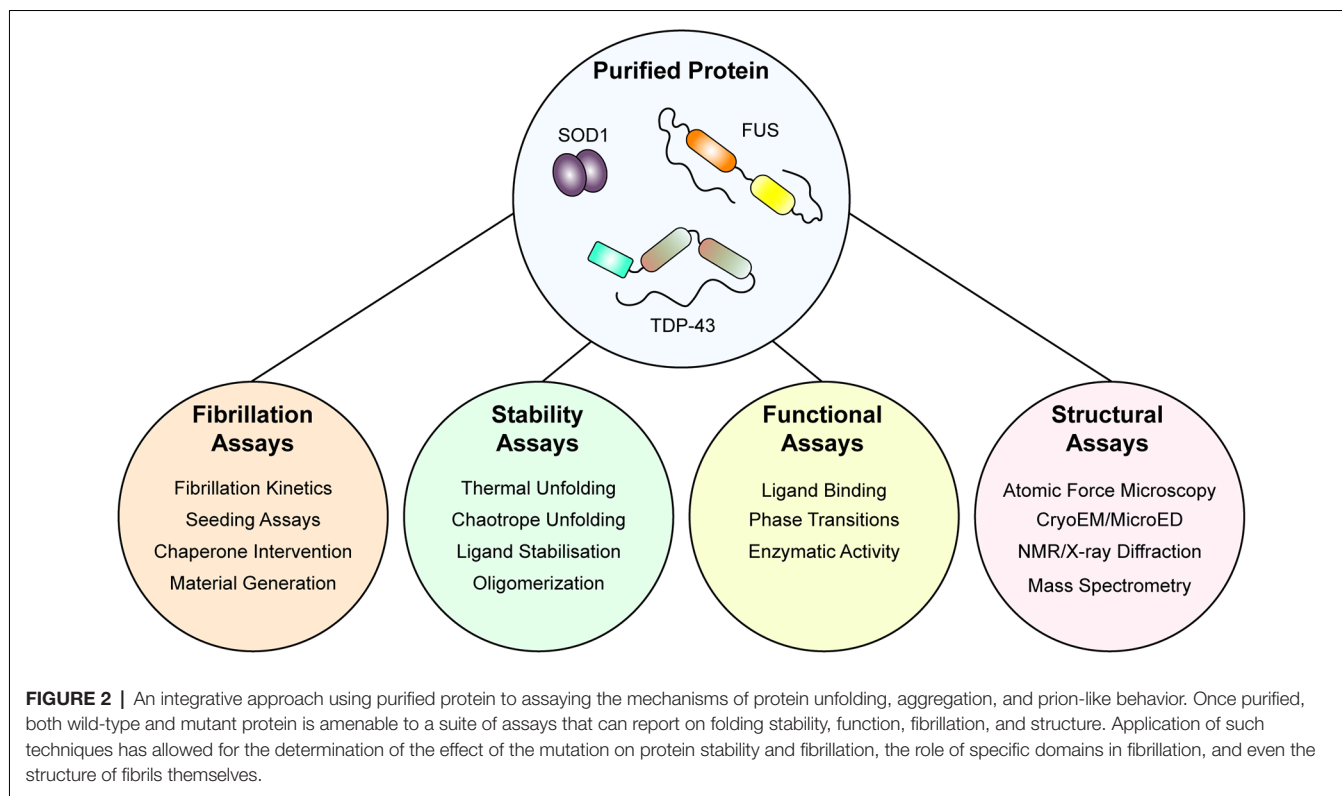 Purified Protein
SOD1
FUS
TDP-43
Fibrillation
Assays
Fibrillation Kinetics
Seeding Assays
Chaperone Intervention
Material Generation
Stability
Assays
Thermal Unfolding
Chaotrope Unfolding
Ligand Stabilisation
Oligomerization
Functional
Assays
Ligand Binding
Phase Transitions
Enzymatic Activity
Structural
Assays
Atomic Force Microscopy
CryoEM/MicroED
NMR/X-ray Diffraction
Mass Spectrometry
FIGURE 2 | An integrative approach using purified protein to assaying the mechanisms of protein unfolding, aggregation, and prion-like behavior. Once purified,
both wild-type and mutant protein is amenable to a suite of assays that can report on folding stability, function, fibrillation, and structure. Application of such
techniques has allowed for the determination of the effect of the mutation on protein stability and fibrillation, the role of specific domains in fibrillation, and even the
structure of fibrils themselves.